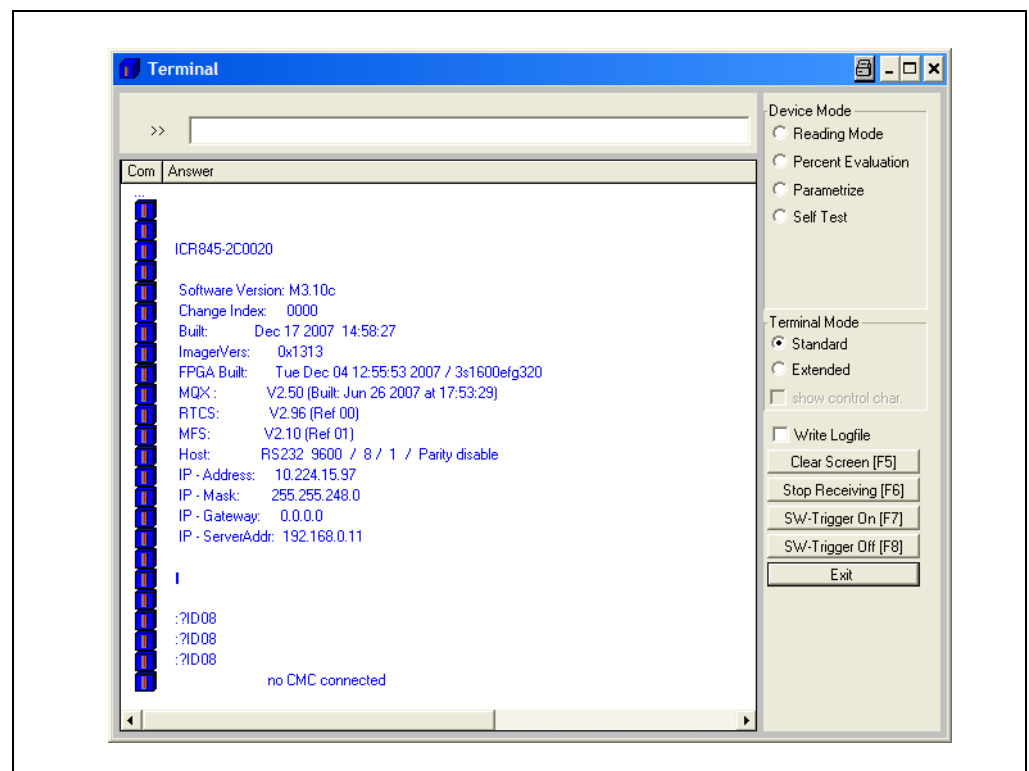 Terminal
>>
Com Answer
...
ICR845-2C0020
Software Version: M3.10c
Change Index: 0000
Built: Dec 17 2007 14:58:27
ImagerVers: 0x1313
FPGA Built: Tue Dec 04 12:55:53 2007 / 3s1600efg320
MQX : V2.50 (Built: Jun 26 2007 at 17:53:29)
RTCS: V2.96 (Ref 00)
MFS: V2.10 (Ref 01)
Host: RS232 9600 / 8 / 1 / Parity disable
IP - Address: 10.224.15.97
IP - Mask: 255.255.248.0
IP - Gateway: 0.0.0.0
IP - ServerAddr: 192.168.0.11
I
:?ID08
:?ID08
:?ID08
no CMC connected
Device Mode
Reading Mode
Percent Evaluation
Parametrize
Self Test
Terminal Mode
Standard
Extended
show control char.
Write Logfile
Clear Screen [F5]
Stop Receiving [F6]
SW-Trigger On [F7]
SW-Trigger Off [F8]
Exit